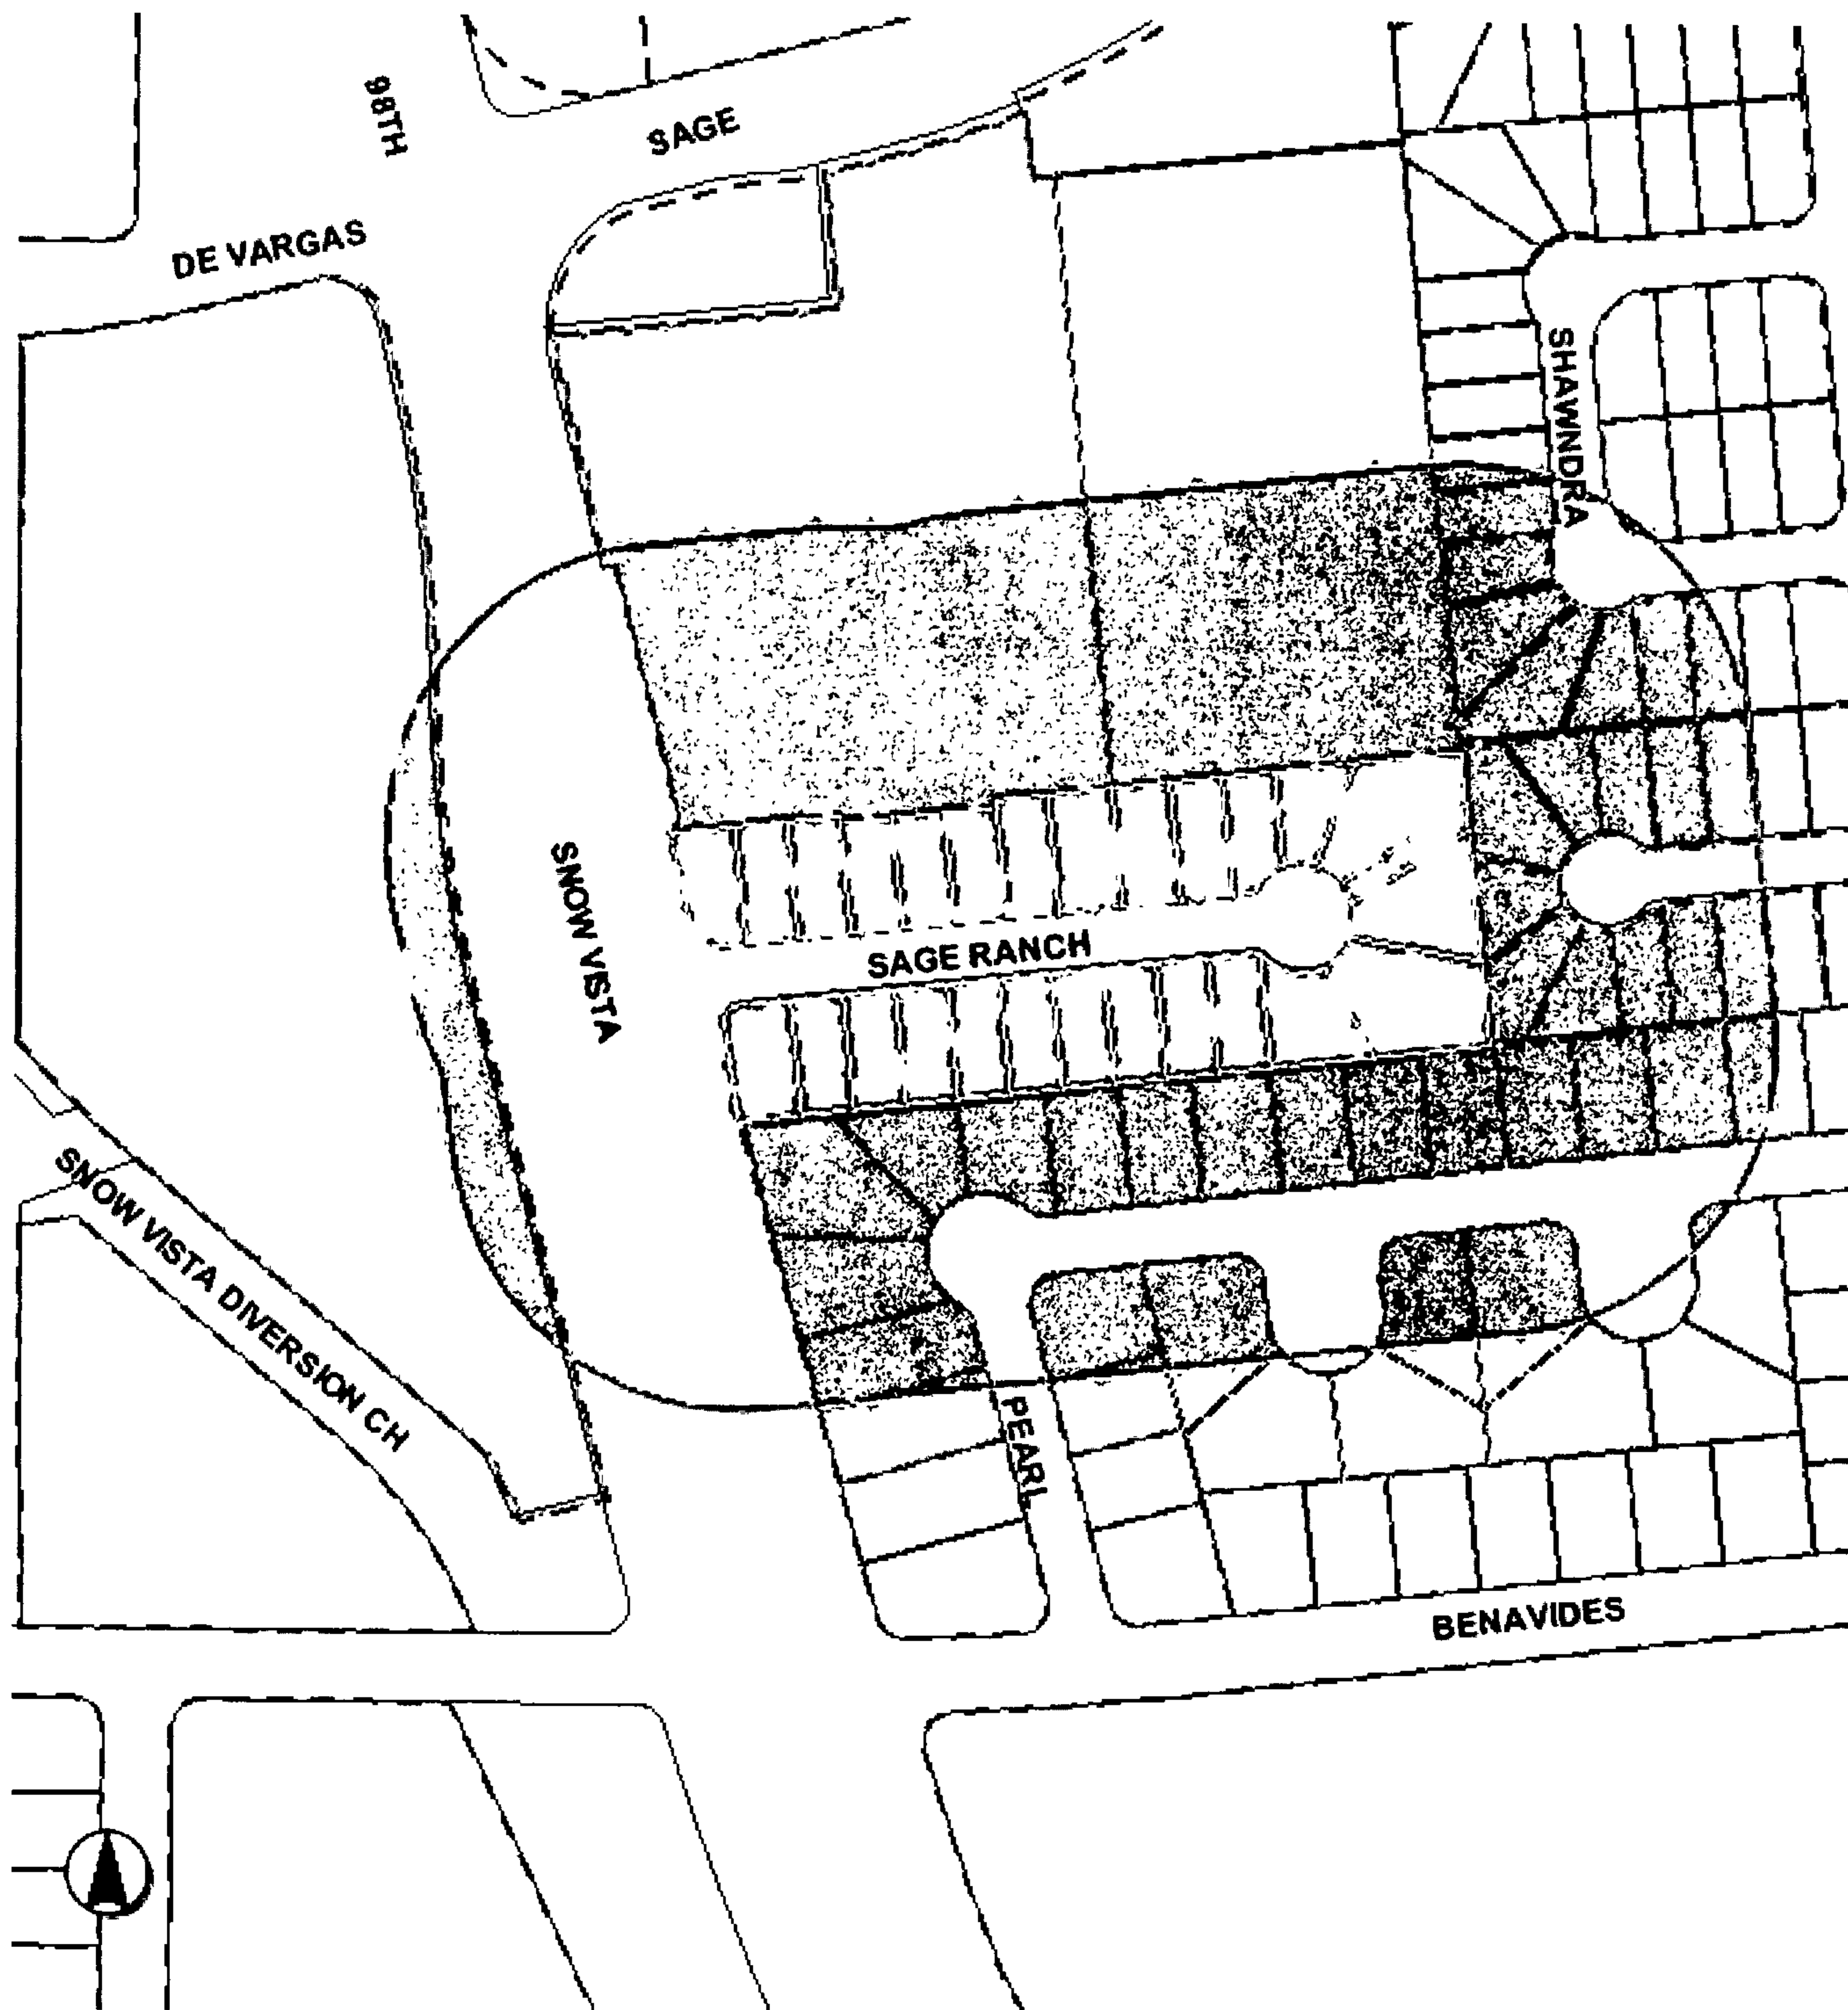 98TH
SAGE
DE VARGAS
SHAWNDRA
SNOW VISTA
SAGE RANCH
SNOW VISTA DIVERSION CH
PEARL
BENAVIDES